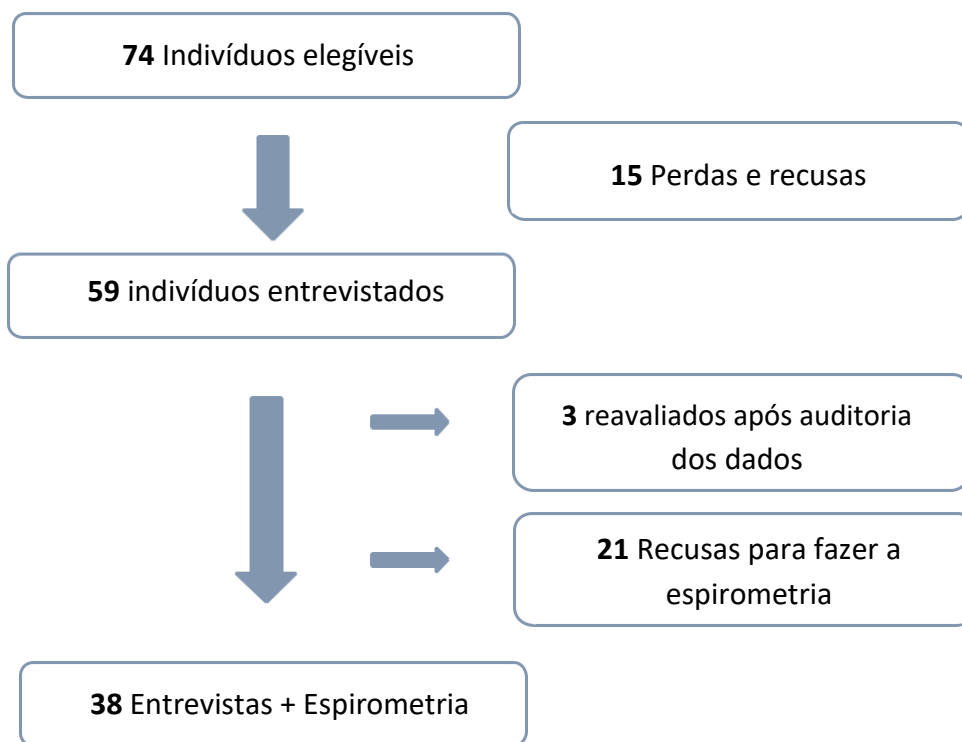 74 Indivíduos elegíveis
15 Perdas e recusas
59 indivíduos entrevistados
3 reavaliados após auditoria
dos dados
21 Recusas para fazer a
espirometria
38 Entrevistas + Espirometria